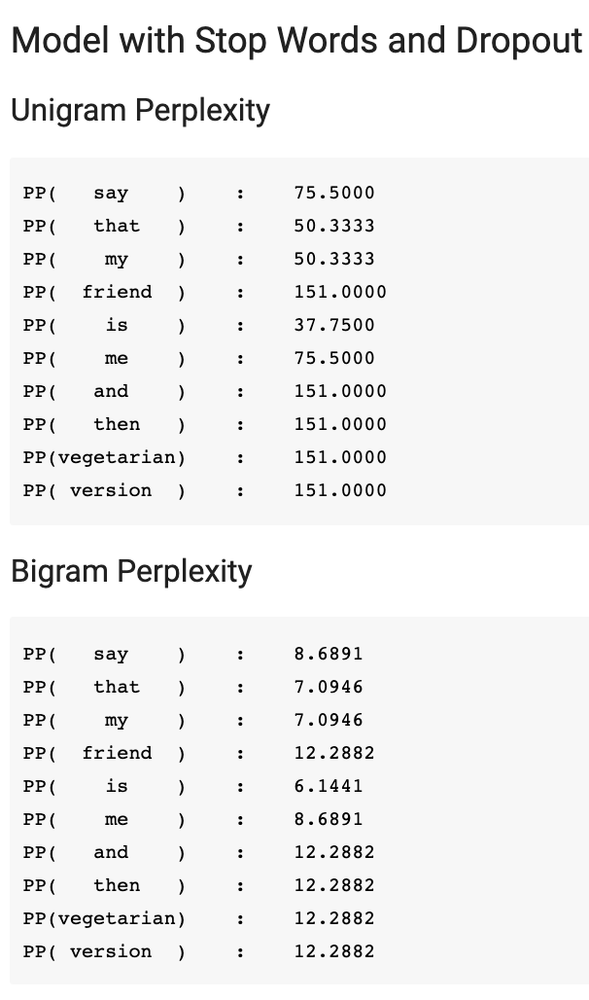 Model with Stop Words and Dropout
Unigram Perplexity
PP( say ) : 75.5000
PP( that ) : 50.3333
PP( my ) : 50.3333
PP( friend ) : 151.0000
PP( is ) : 37.7500
PP( me ) : 75.5000
PP( and ) : 151.0000
PP( then ) : 151.0000
PP(vegetarian) : 151.0000
PP( version ) : 151.0000
Bigram Perplexity
PP( say ) : 8.6891
PP( that ) : 7.0946
PP( my ) : 7.0946
PP( friend ) : 12.2882
PP( is ) : 6.1441
PP( me ) : 8.6891
PP( and ) : 12.2882
PP( then ) : 12.2882
PP(vegetarian) : 12.2882
PP( version ) : 12.2882